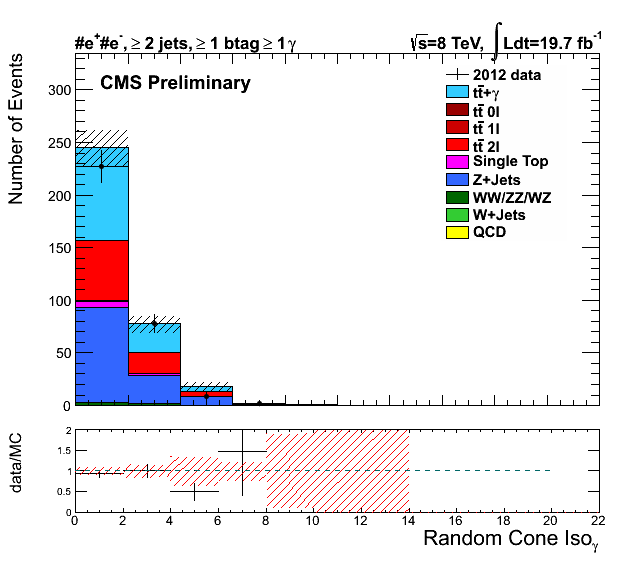 #e⁺#e⁻, ≥ 2 jets, ≥ 1 btag ≥ 1 γ
√s=8 TeV, ∫ Ldt=19.7 fb⁻¹
CMS Preliminary
Number of Events
300
250
200
150
100
50
0
2012 data
tt̄+γ
tt̄ 0l
tt̄ 1l
tt̄ 2l
Single Top
Z+Jets
WW/ZZ/WZ
W+Jets
QCD
data/MC
2
1.5
1
0.5
0
0 2 4 6 8 10 12 14 16 18 20 22
Random Cone Iso_γ